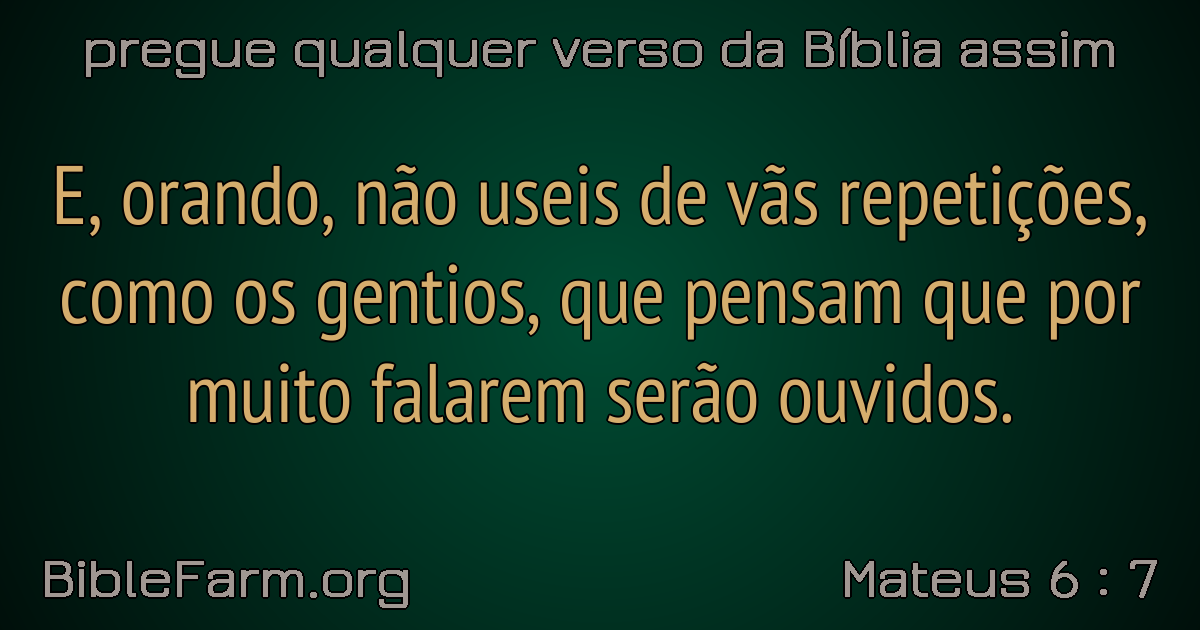 pregue qualquer verso da Bíblia assim
E, orando, não useis de vãs repetições,
como os gentios, que pensam que por
muito falarem serão ouvidos.
BibleFarm.org
Mateus 6 : 7